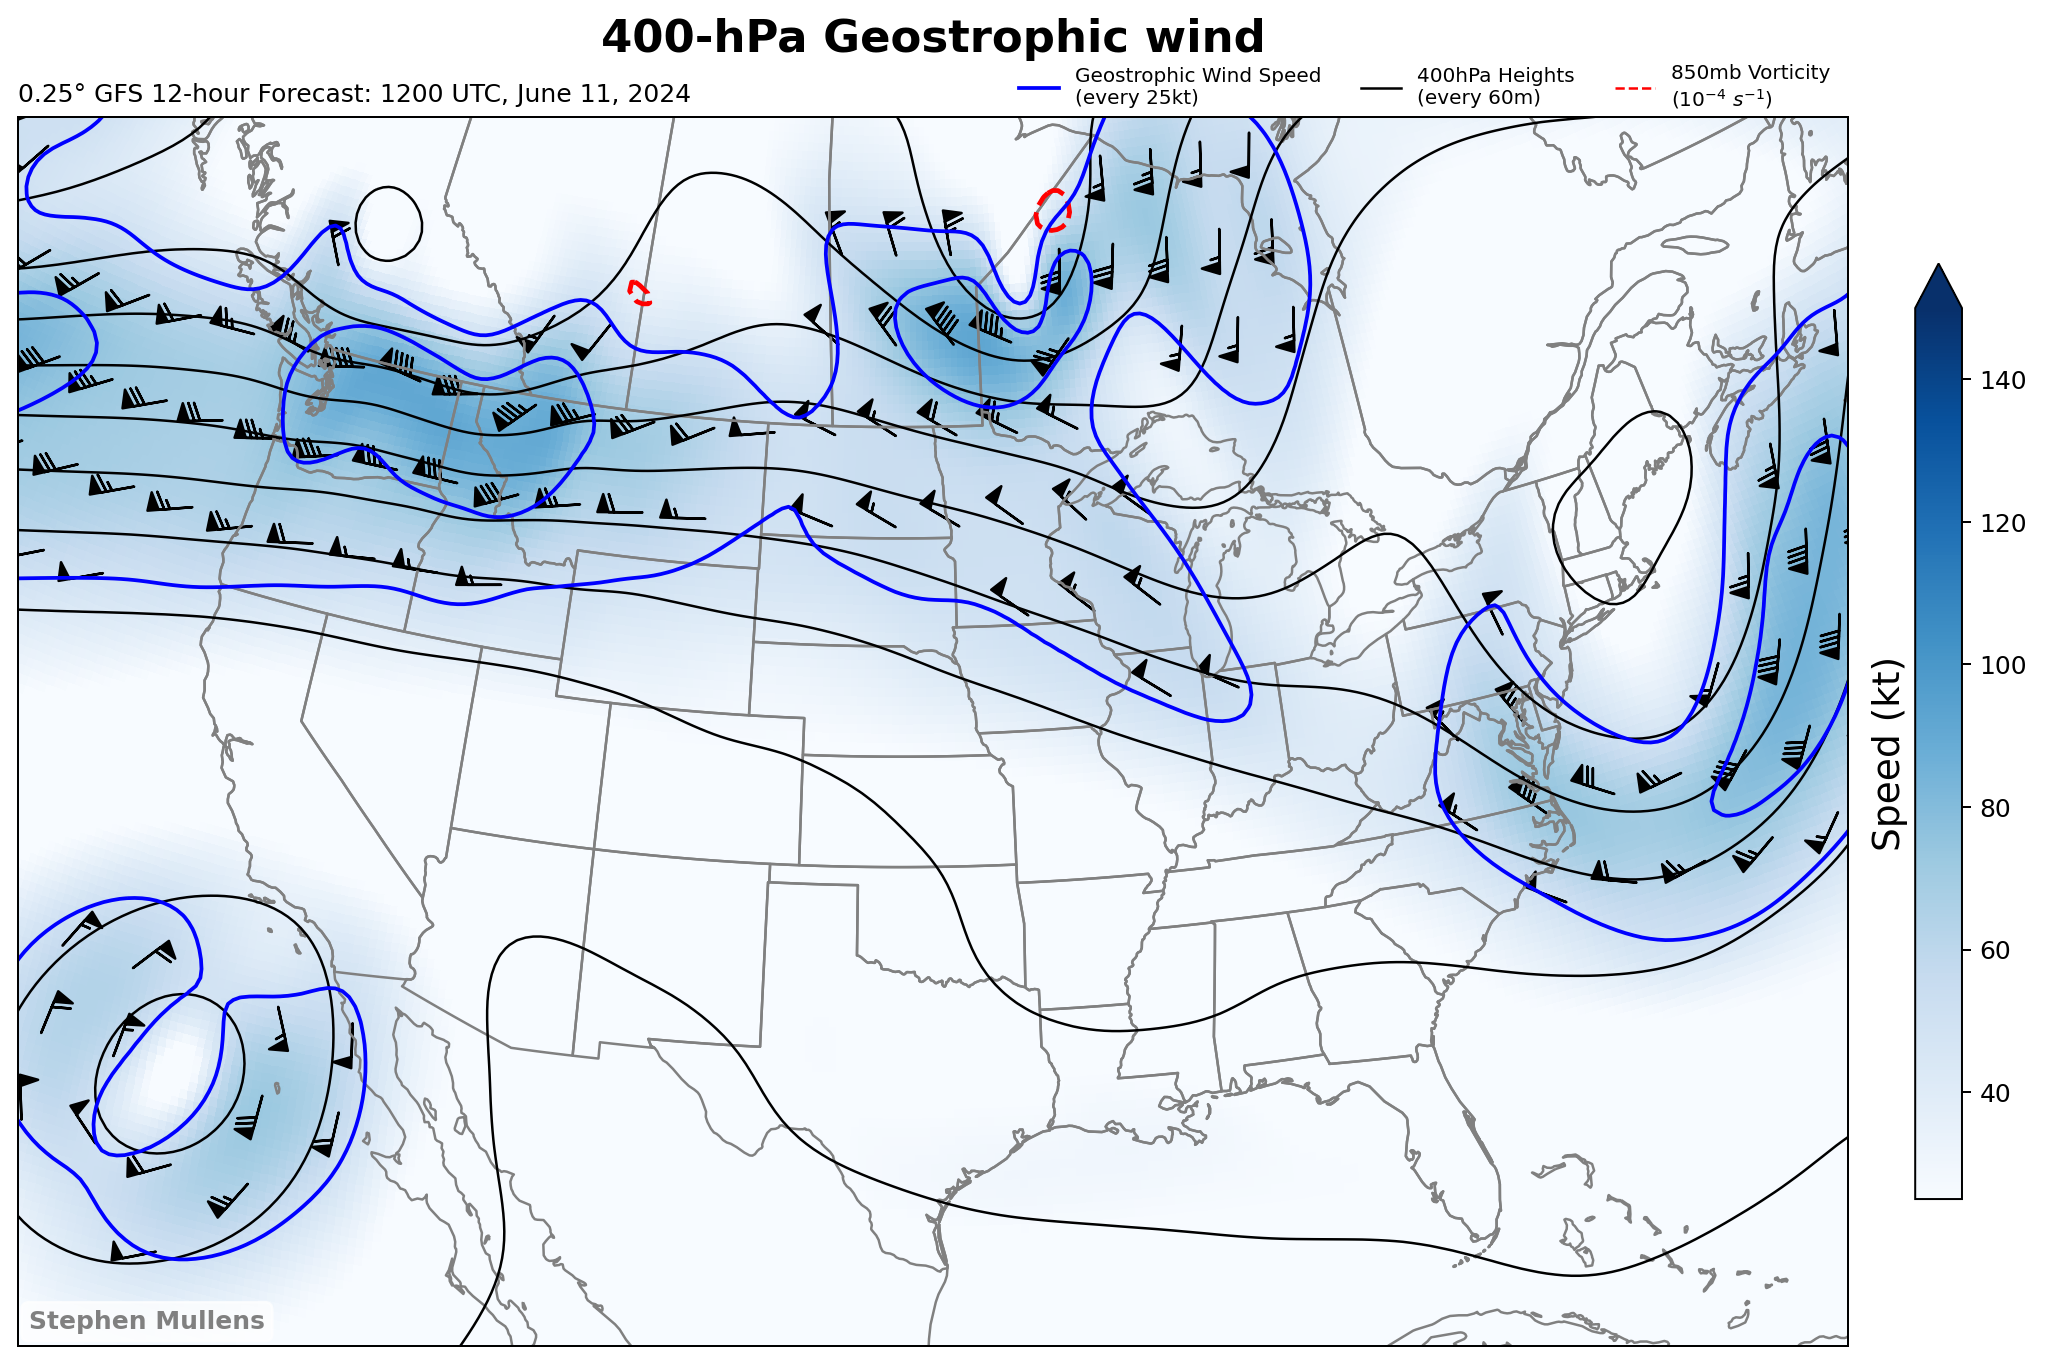 400-hPa Geostrophic wind
0.25° GFS 12-hour Forecast: 1200 UTC, June 11, 2024
Geostrophic Wind Speed
(every 25kt)
400hPa Heights
(every 60m)
850mb Vorticity
(10⁻⁴ s⁻¹)
140
120
100
80
60
40
Speed (kt)
Stephen Mullens